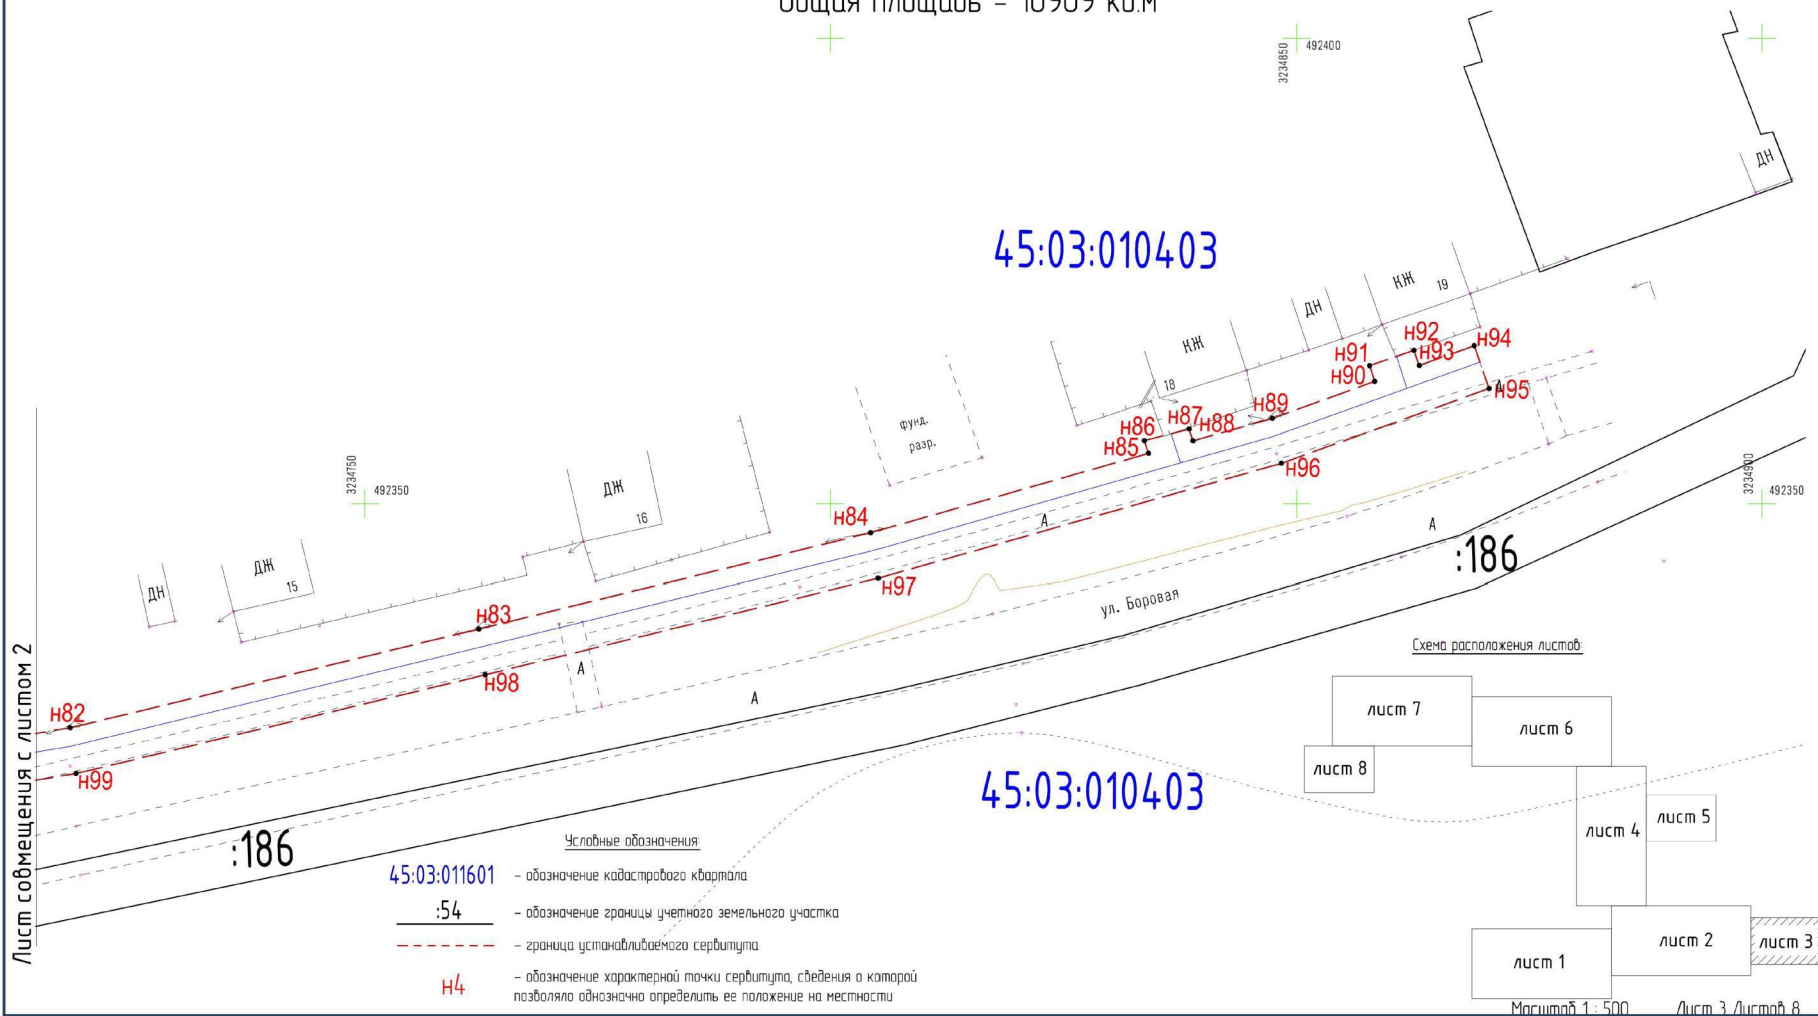 Общая площадь - 10909 кв.м
3234850
492400
ДН
45:03:010403
КЖ
19
ДН
н92
н94
н91
н93
КЖ
н90
18
н95
н89
н87
н86
н88
фунд.
разр.
н85
н96
3234750
492350
3234900
492350
ДЖ
16
н84
А
А
:186
ДЖ
15
ДН
н97
ул. Боровая
н83
А
н98
А
Схема расположения листов:
лист 7
лист 6
лист 8
лист 4
лист 5
лист 2
лист 3
лист 1
н82
н99
Лист совмещения с листом 2
45:03:010403
:186
Условные обозначения:
45:03:011601 - обозначение кадастрового квартала
:54 - обозначение границы учетного земельного участка
- граница устанавливаемого сервитута
Н4 - обозначение характерной точки сервитута, сведения о которой
позволяло однозначно определить ее положение на местности
Масштаб 1 : 500 Лист 3 Листов 8